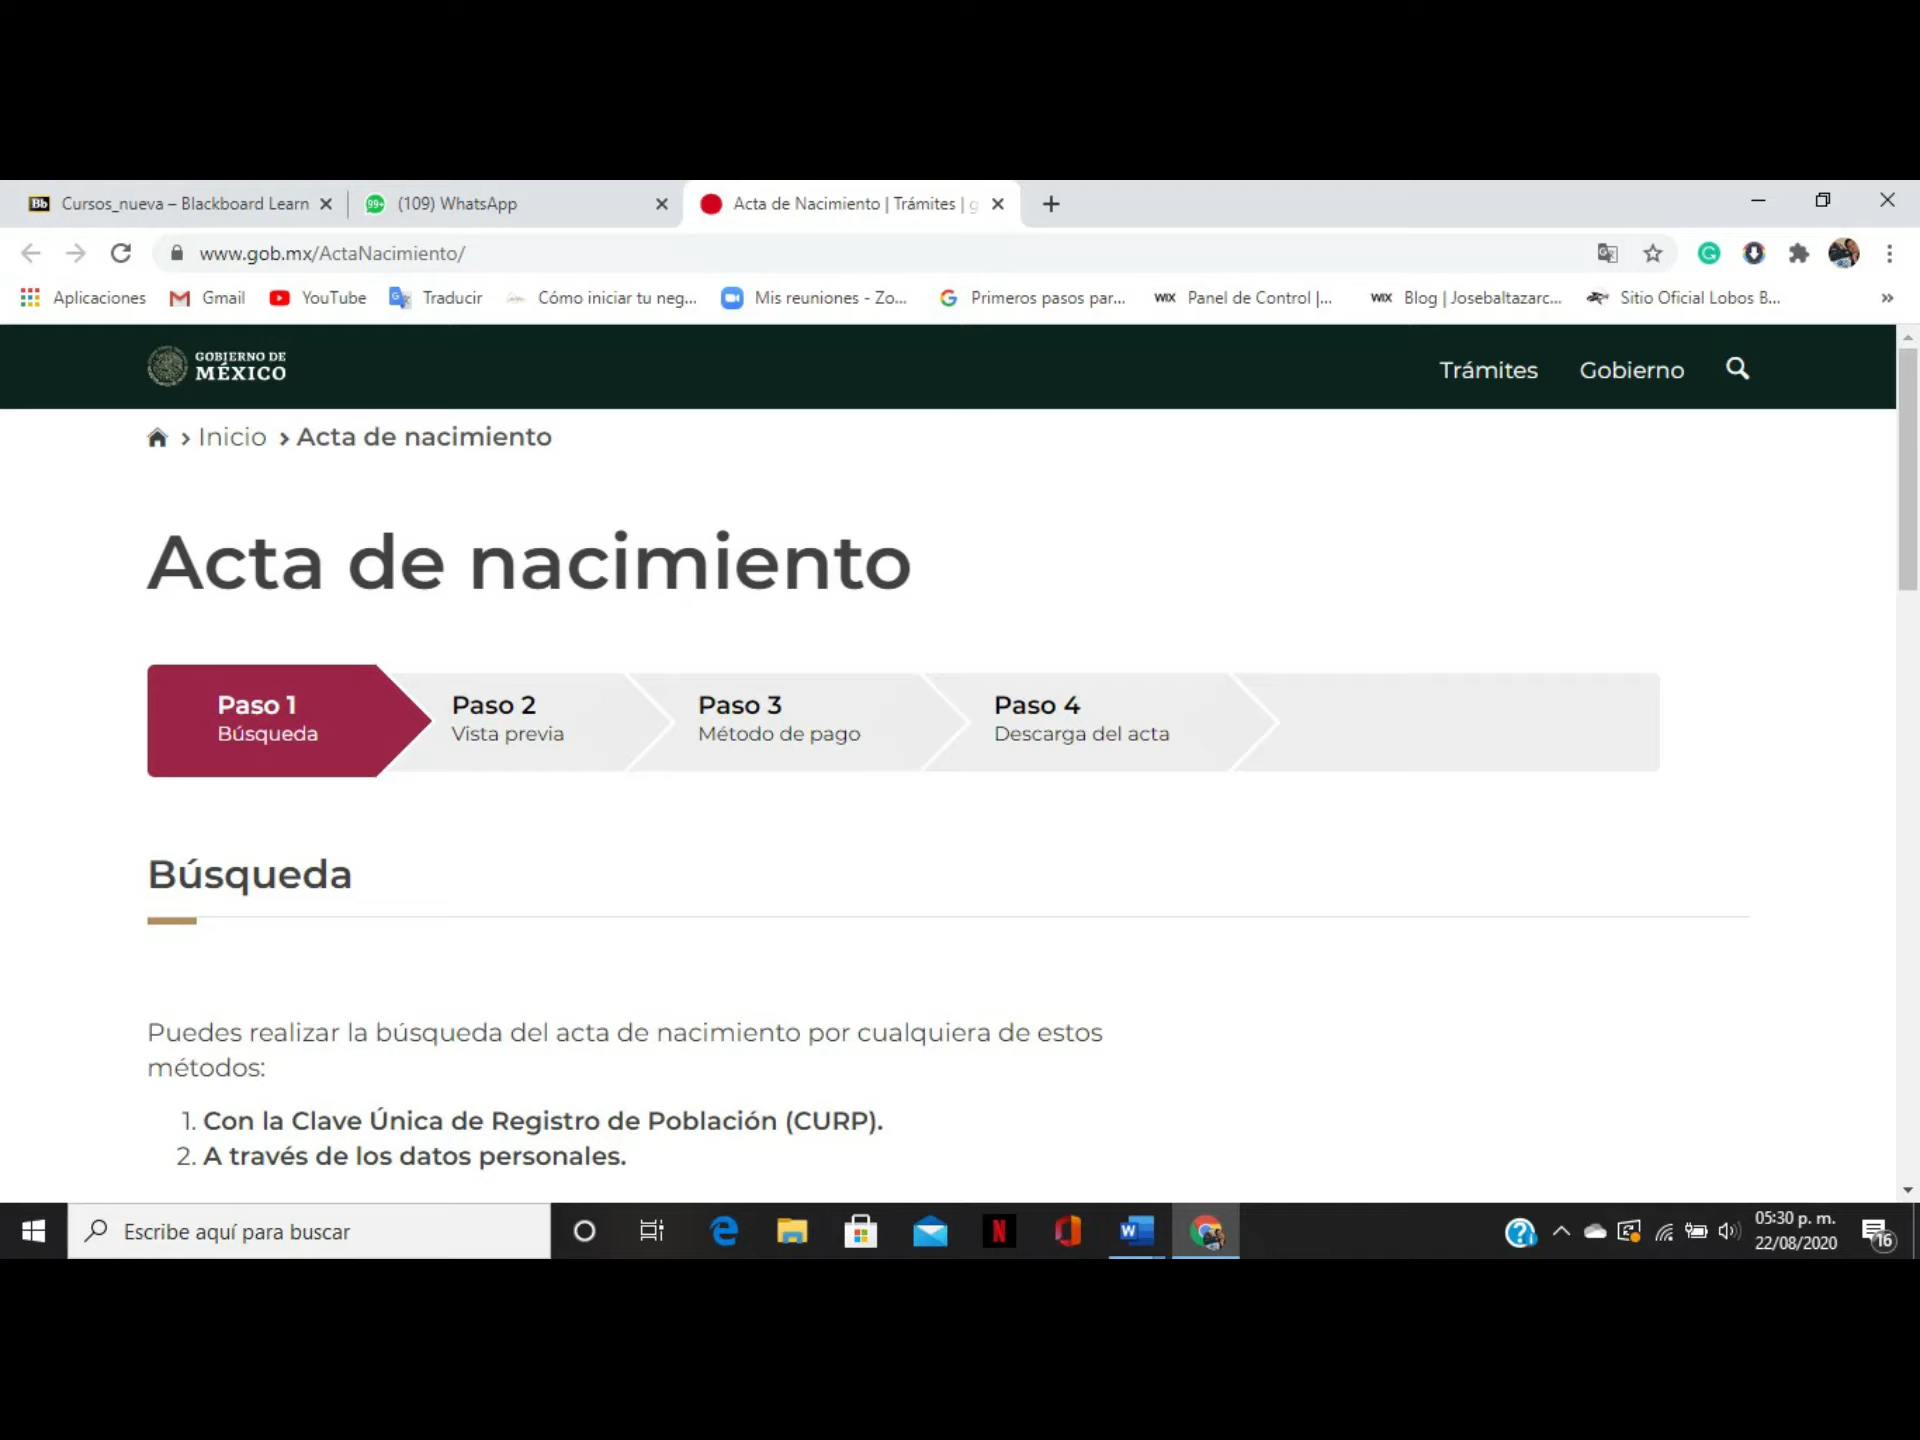 Cursos_nueva – Blackboard Learn
(109) WhatsApp
Acta de Nacimiento | Trámites | g
www.gob.mx/ActaNacimiento/
Aplicaciones
Gmail
YouTube
Traducir
Cómo iniciar tu neg...
Mis reuniones - Zo...
Primeros pasos par...
WIX Panel de Control |...
WIX Blog | Josebaltazarc...
Sitio Oficial Lobos B...
GOBIERNO DE
MÉXICO
Trámites
Gobierno
> Inicio > Acta de nacimiento
Acta de nacimiento
Paso 1
Búsqueda
Paso 2
Vista previa
Paso 3
Método de pago
Paso 4
Descarga del acta
Búsqueda
Puedes realizar la búsqueda del acta de nacimiento por cualquiera de estos
métodos:
1. Con la Clave Única de Registro de Población (CURP).
2. A través de los datos personales.
Escribe aquí para buscar
05:30 p. m.
22/08/2020
16